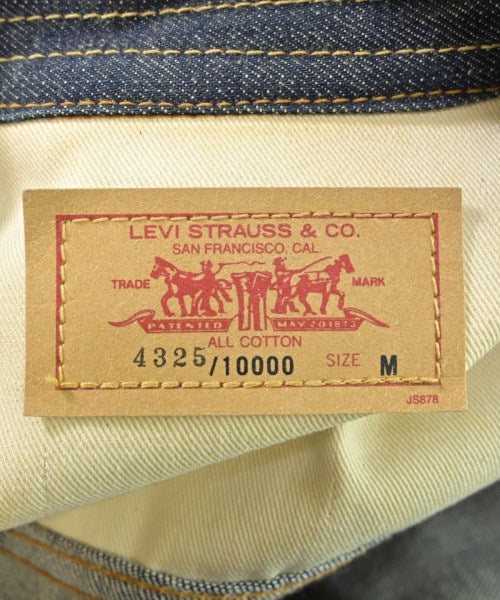 LEVI STRAUSS & CO.
SAN FRANCISCO, CAL.
TRADE MARK
PATENTED MAY 20 1873
ALL COTTON
4325/10000 SIZE M
JS878